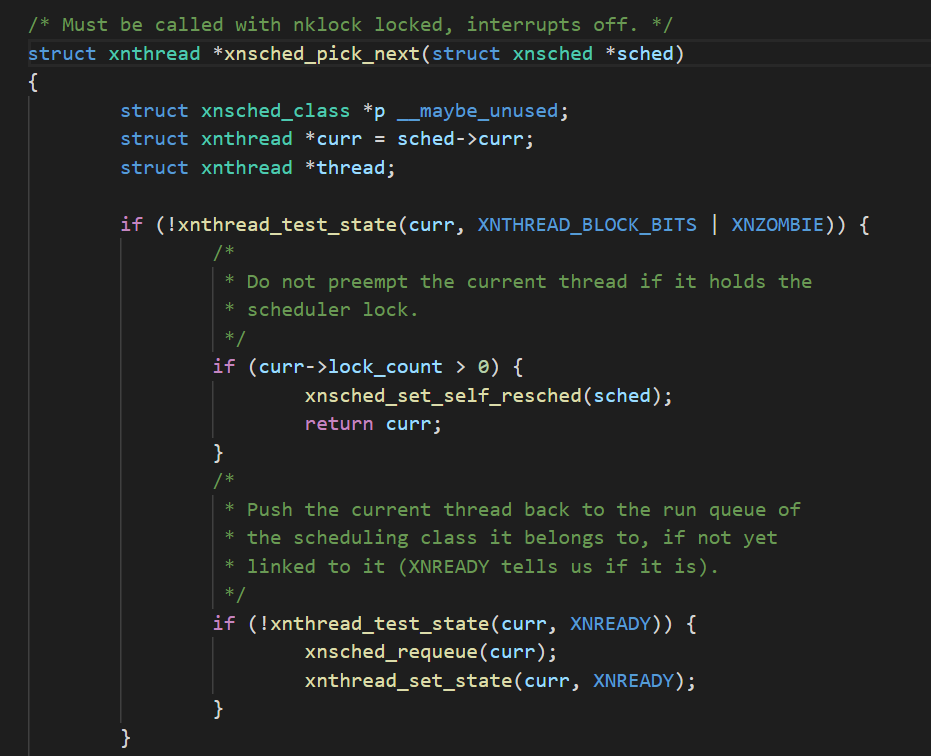 /* Must be called with nklock locked, interrupts off. */
struct xnthread *xnsched_pick_next(struct xnsched *sched)
{
struct xnsched_class *p __maybe_unused;
struct xnthread *curr = sched->curr;
struct xnthread *thread;
if (!xnthread_test_state(curr, XNTHREAD_BLOCK_BITS | XNZOMBIE)) {
/*
* Do not preempt the current thread if it holds the
* scheduler lock.
*/
if (curr->lock_count > 0) {
xnsched_set_self_resched(sched);
return curr;
}
/*
* Push the current thread back to the run queue of
* the scheduling class it belongs to, if not yet
* linked to it (XNREADY tells us if it is).
*/
if (!xnthread_test_state(curr, XNREADY)) {
xnsched_requeue(curr);
xnthread_set_state(curr, XNREADY);
}
}